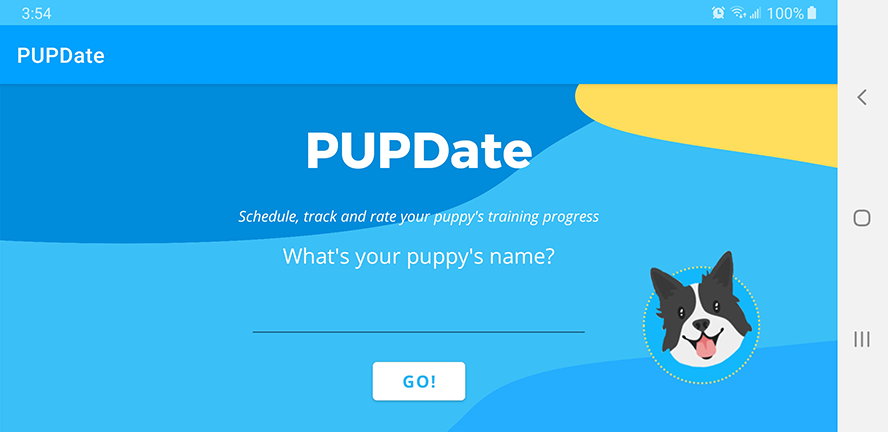 3:54
100%
PUPDate
PUPDate
Schedule, track and rate your puppy's training progress
What's your puppy's name?
GO!